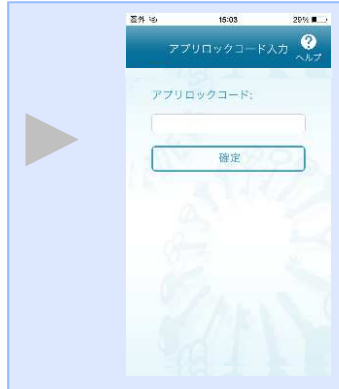 圏外 15:03 29%
アプリロックコード入力 ?
ヘルプ
アプリロックコード:
確定